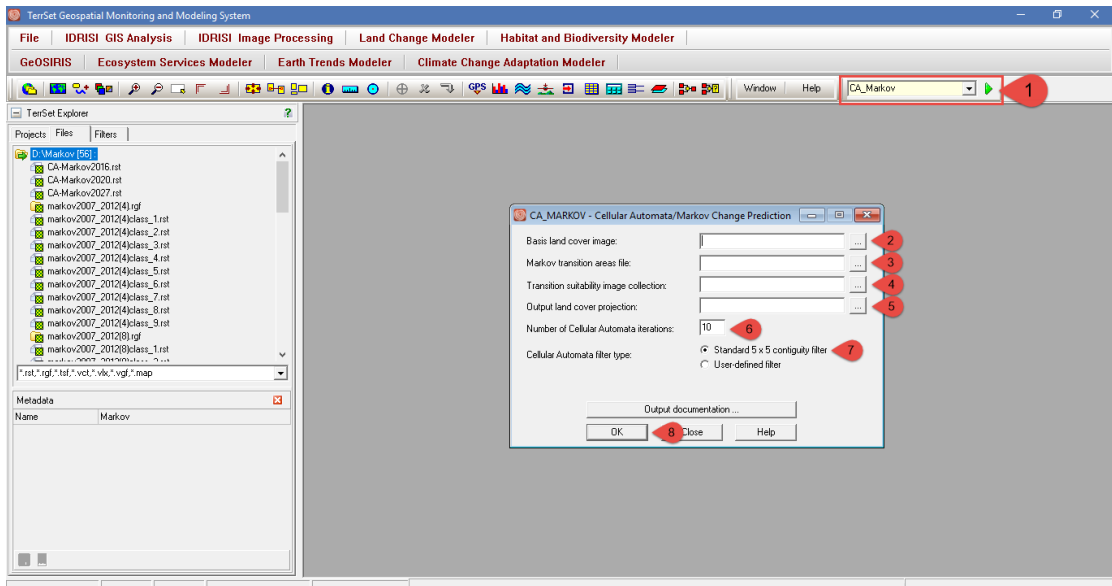 TerrSet Geospatial Monitoring and Modeling System
File IDRISI GIS Analysis IDRISI Image Processing Land Change Modeler Habitat and Biodiversity Modeler
GeOSIRIS Ecosystem Services Modeler Earth Trends Modeler Climate Change Adaptation Modeler
GPS Window Help CA_Markov 1
TerrSet Explorer ?
Projects Files Filters
D:\Markov [56]:
CA-Markov2016.rst
CA-Markov2020.rst
CA-Markov2027.rst
markov2007_2012(4).rgf
markov2007_2012(4)class_1.rst
markov2007_2012(4)class_2.rst
markov2007_2012(4)class_3.rst
markov2007_2012(4)class_4.rst
markov2007_2012(4)class_5.rst
markov2007_2012(4)class_6.rst
markov2007_2012(4)class_7.rst
markov2007_2012(4)class_8.rst
markov2007_2012(4)class_9.rst
markov2007_2012(8).rgf
markov2007_2012(8)class_1.rst
*.rst,*.rgf,*.tsf,*.vct,*.vlx,*.vgf,*.map
Metadata
Name Markov
CA_MARKOV - Cellular Automata/Markov Change Prediction
Basis land cover image: ... 2
Markov transition areas file: ... 3
Transition suitability image collection: ... 4
Output land cover projection: ... 5
Number of Cellular Automata iterations: 10 6
Cellular Automata filter type: Standard 5 x 5 contiguity filter 7
User-defined filter
Output documentation ...
OK 8 Close Help